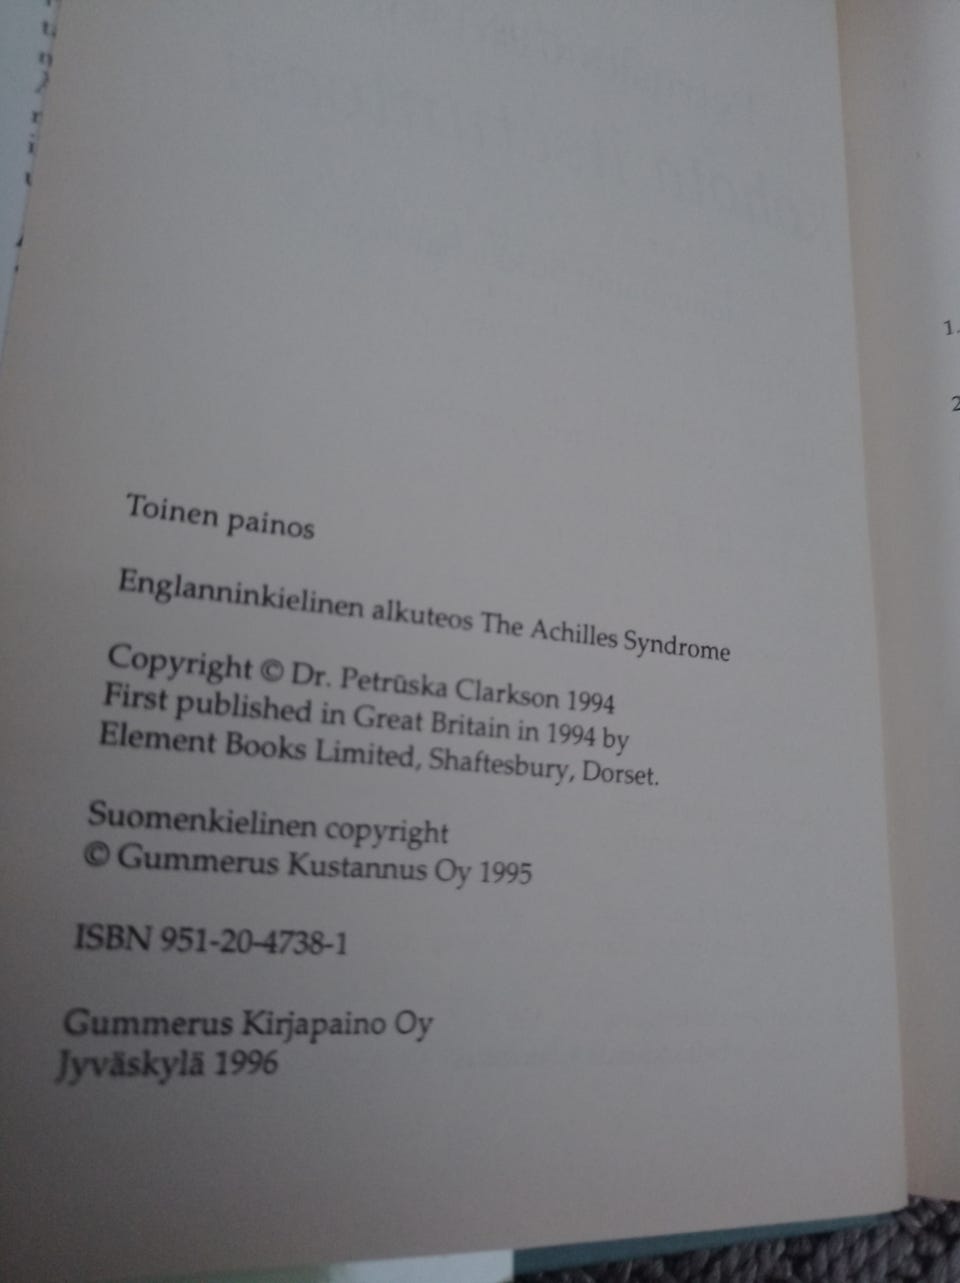 Toinen painos
Englanninkielinen alkuteos The Achilles Syndrome
Copyright © Dr. Petrūska Clarkson 1994
First published in Great Britain in 1994 by
Element Books Limited, Shaftesbury, Dorset.
Suomenkielinen copyright
© Gummerus Kustannus Oy 1995
ISBN 951-20-4738-1
Gummerus Kirjapaino Oy
Jyväskylä 1996
1.
2